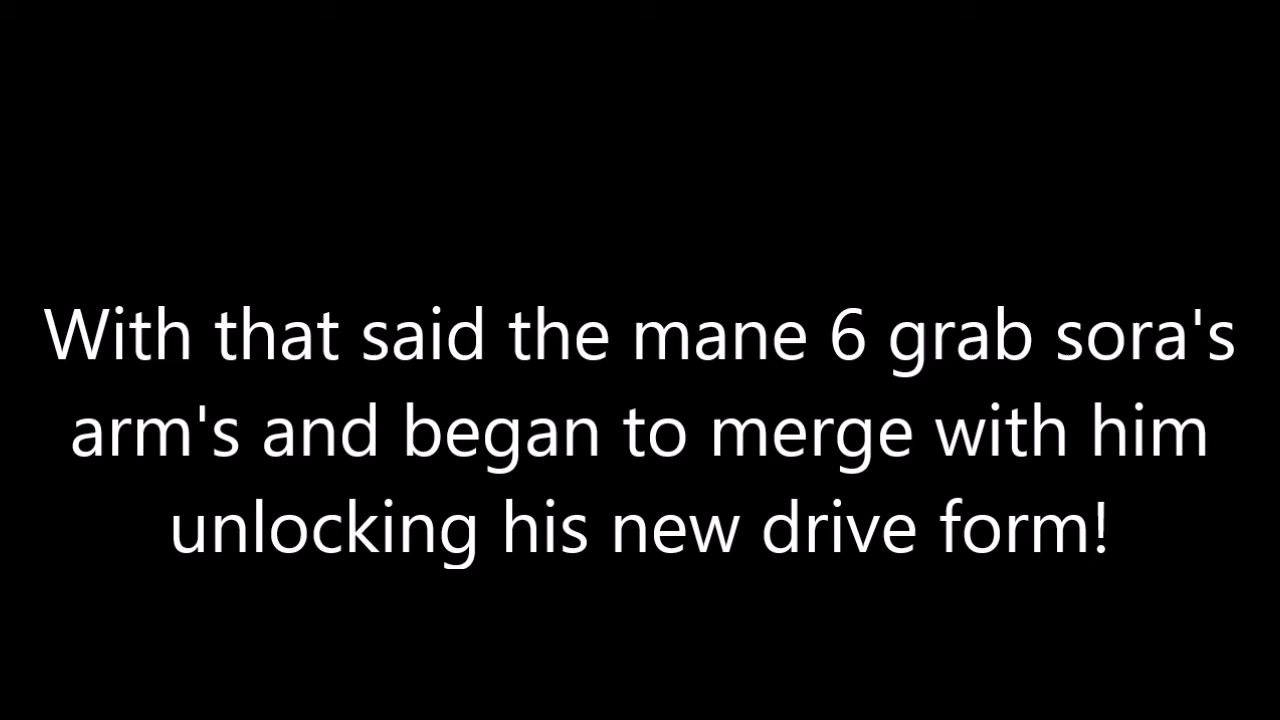 With that said the mane 6 grab sora's
arm's and began to merge with him
unlocking his new drive form!